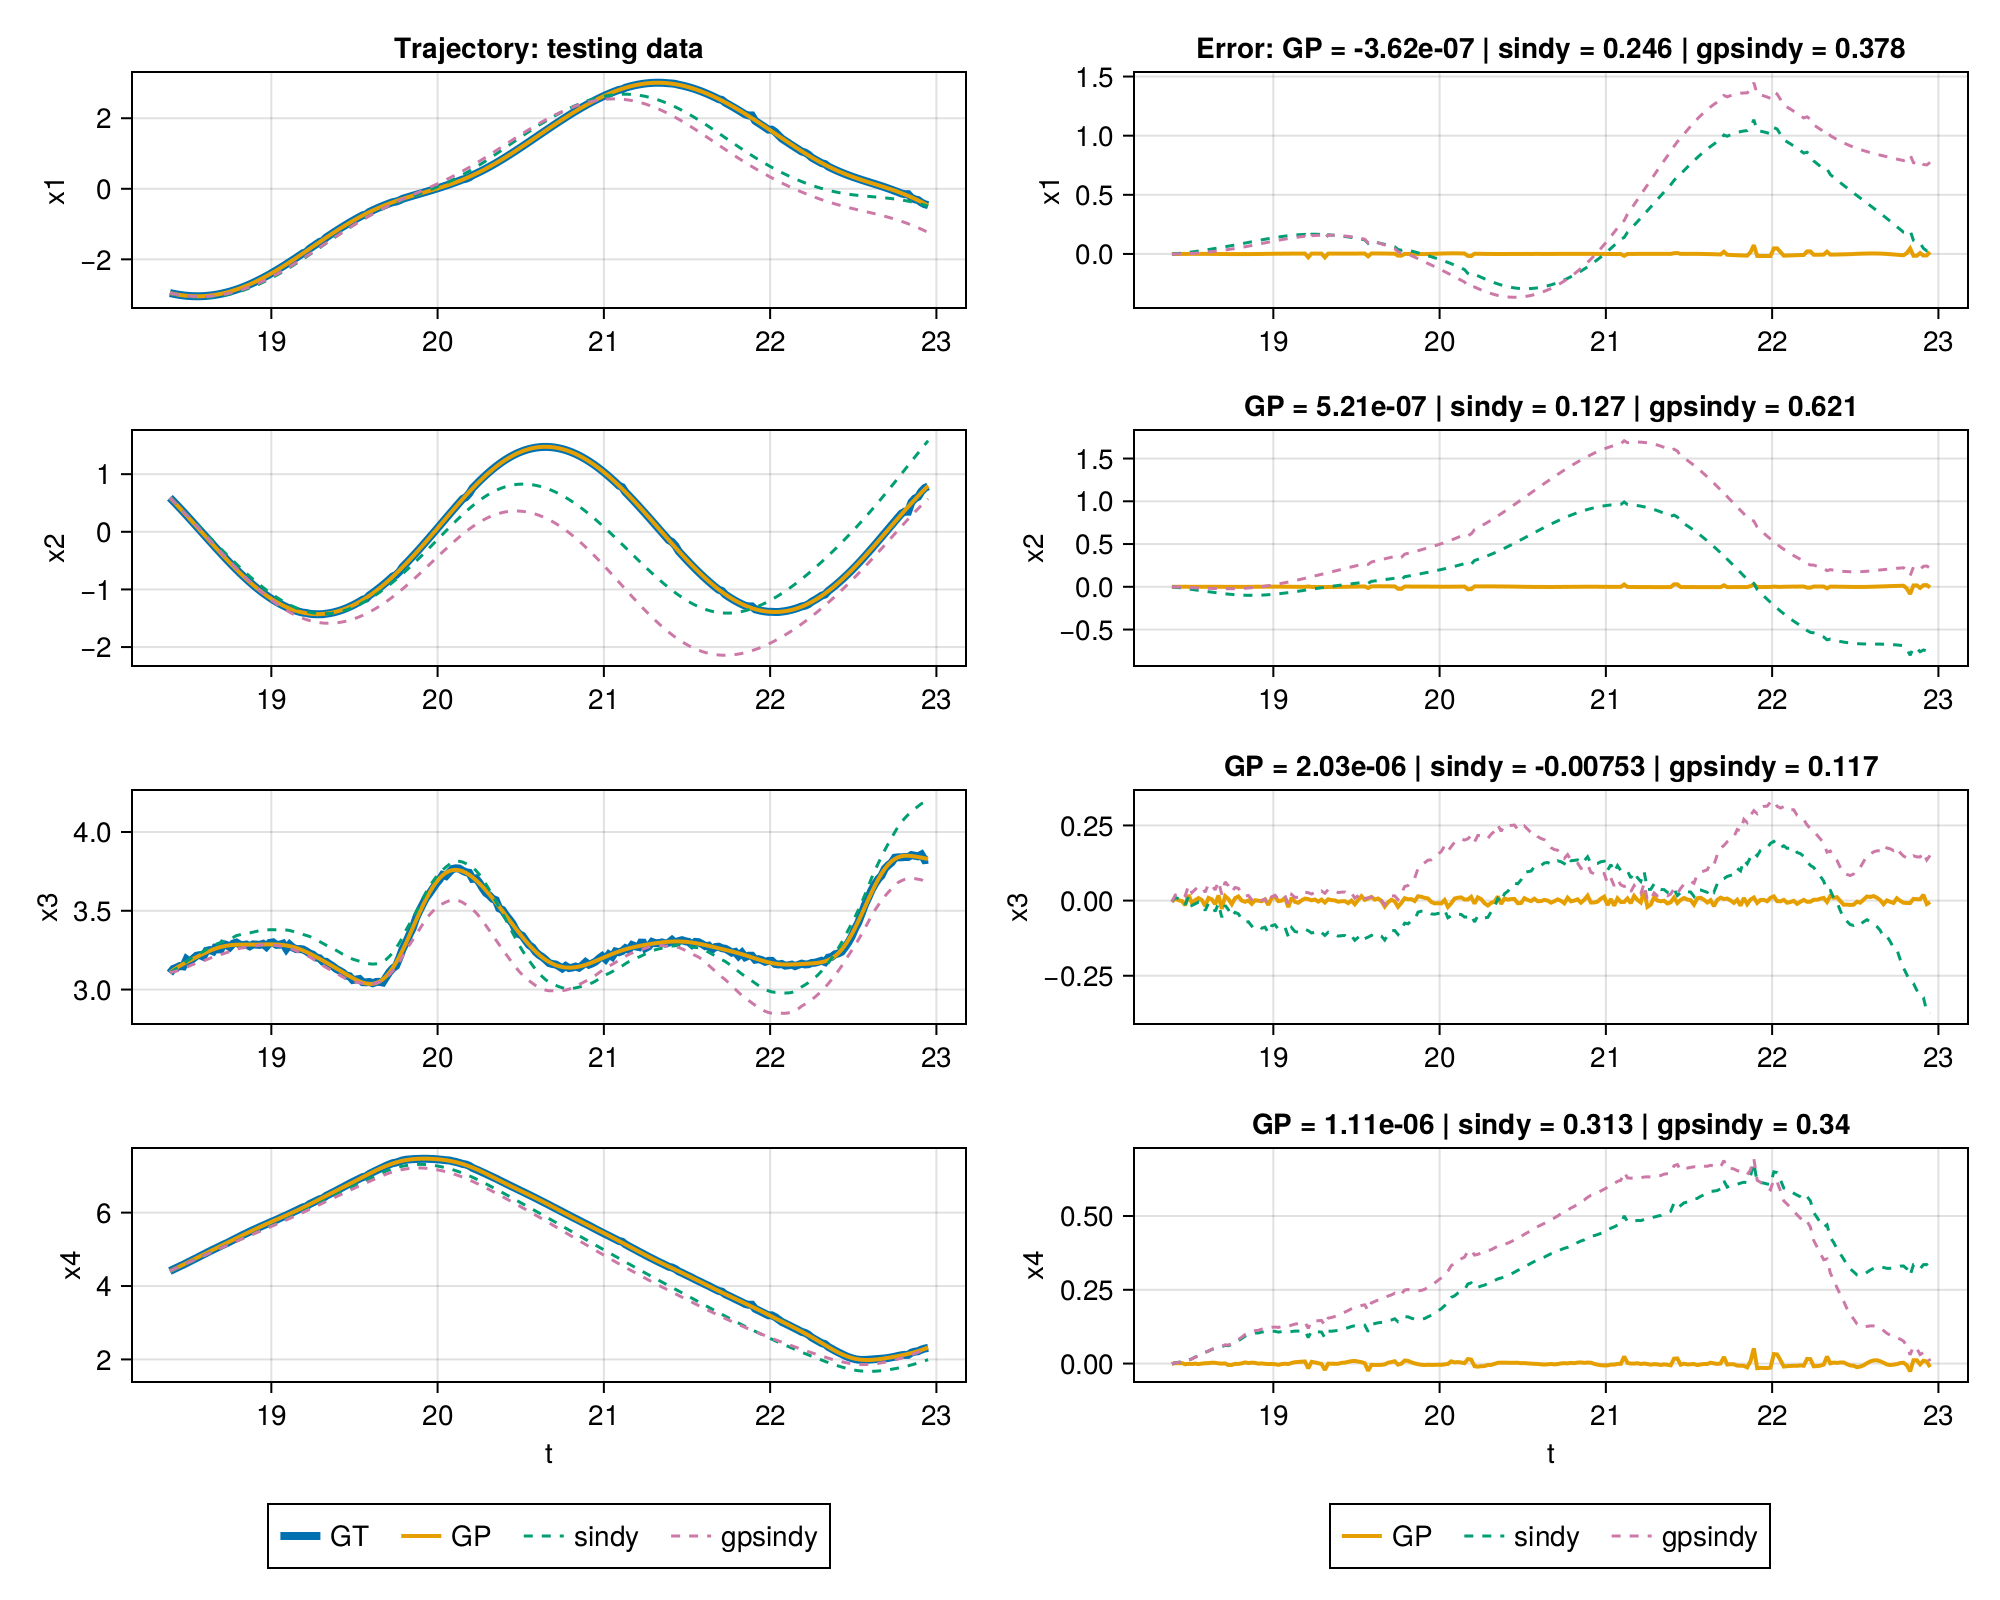 Trajectory: testing data
x1
2
0
−2
19 20 21 22 23
Error: GP = -3.62e-07 | sindy = 0.246 | gpsindy = 0.378
x1
1.5
1.0
0.5
0.0
19 20 21 22 23
x2
1
0
−1
−2
19 20 21 22 23
GP = 5.21e-07 | sindy = 0.127 | gpsindy = 0.621
x2
1.5
1.0
0.5
0.0
−0.5
19 20 21 22 23
x3
4.0
3.5
3.0
19 20 21 22 23
GP = 2.03e-06 | sindy = -0.00753 | gpsindy = 0.117
x3
0.25
0.00
−0.25
19 20 21 22 23
x4
6
4
2
19 20 21 22 23
t
GP = 1.11e-06 | sindy = 0.313 | gpsindy = 0.34
x4
0.50
0.25
0.00
19 20 21 22 23
t
GT GP sindy gpsindy
GP sindy gpsindy